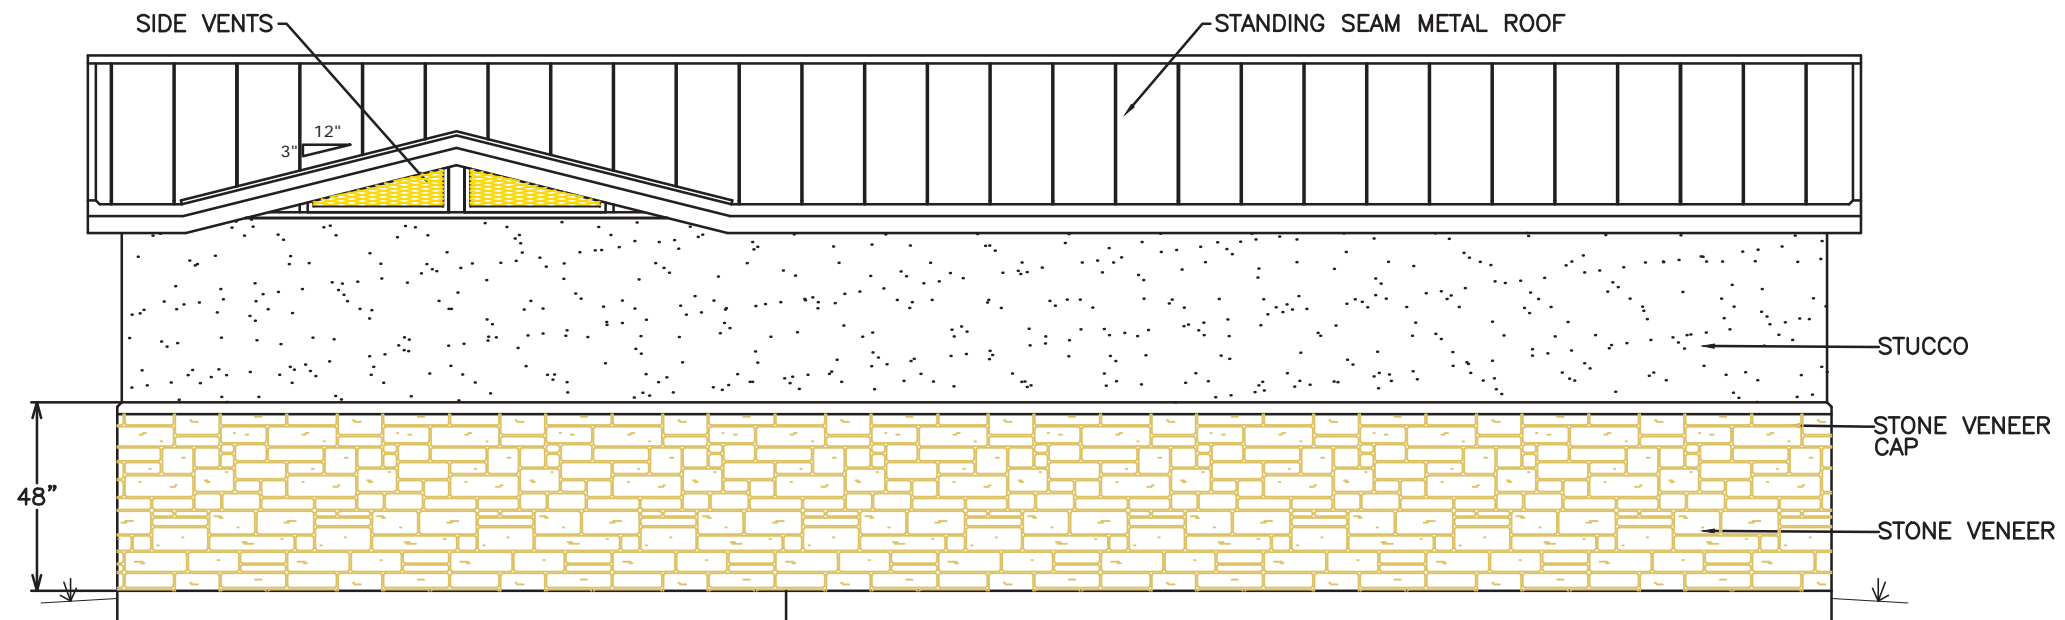 SIDE VENTS
STANDING SEAM METAL ROOF
12"
3"
STUCCO
STONE VENEER
CAP
48”
STONE VENEER